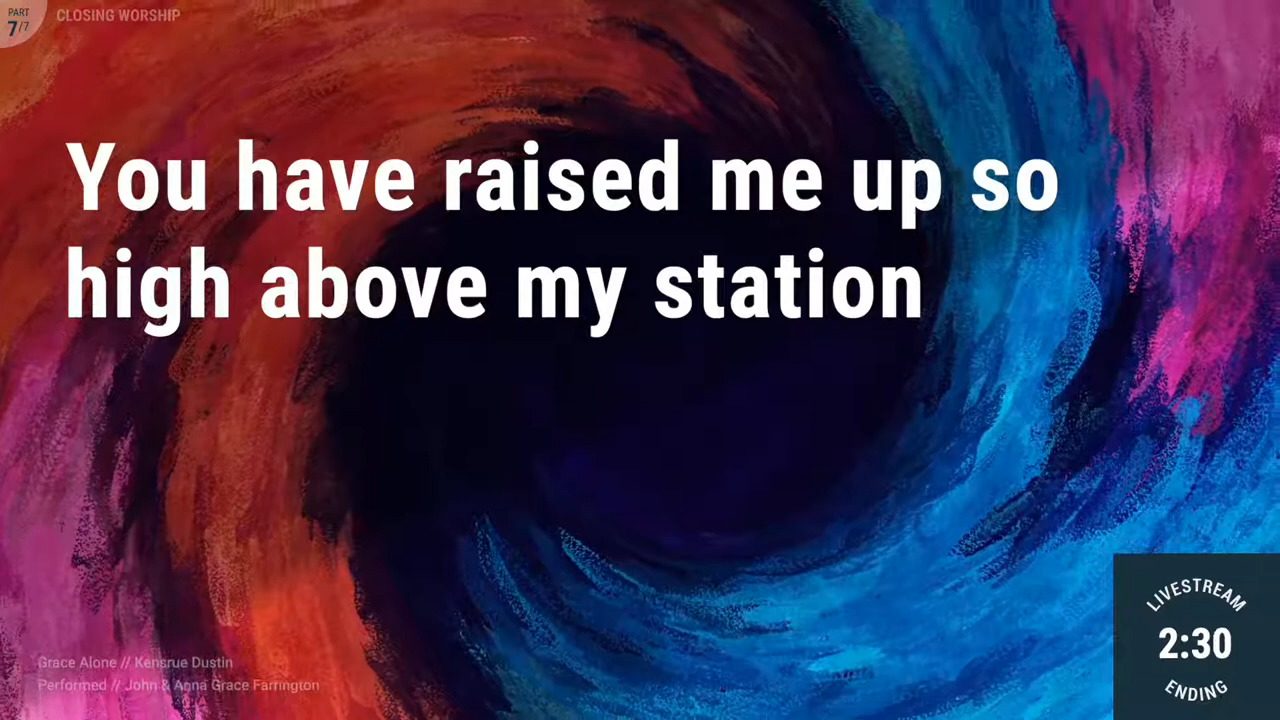 PART
7/7
CLOSING WORSHIP
You have raised me up so
high above my station
Grace Alone // Kensrue Dustin
Performed // John & Anna Grace Farrington
LIVESTREAM
2:30
ENDING